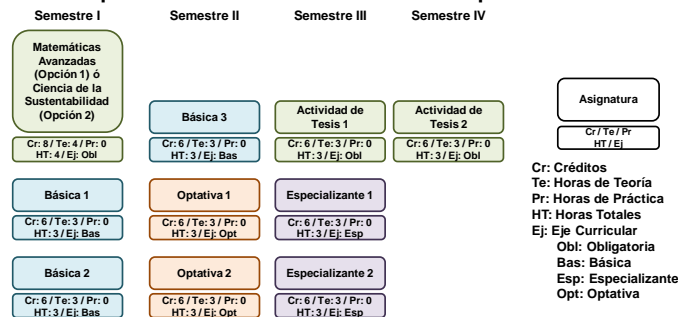 Semestre I Semestre II Semestre III Semestre IV
Matemáticas
Avanzadas
(Opción 1) ó
Ciencia de la
Sustentabilidad
(Opción 2)
Cr: 8 / Te: 4 / Pr: 0
HT: 4 / Ej: Obl
Básica 3
Cr: 6 / Te: 3 / Pr: 0
HT: 3 / Ej: Bas
Actividad de
Tesis 1
Cr: 6 / Te: 3 / Pr: 0
HT: 3 / Ej: Obl
Actividad de
Tesis 2
Cr: 6 / Te: 3 / Pr: 0
HT: 3 / Ej: Obl
Básica 1
Cr: 6 / Te: 3 / Pr: 0
HT: 3 / Ej: Bas
Optativa 1
Cr: 6 / Te: 3 / Pr: 0
HT: 3 / Ej: Opt
Especializante 1
Cr: 6 / Te: 3 / Pr: 0
HT: 3 / Ej: Esp
Básica 2
Cr: 6 / Te: 3 / Pr: 0
HT: 3 / Ej: Bas
Optativa 2
Cr: 6 / Te: 3 / Pr: 0
HT: 3 / Ej: Opt
Especializante 2
Cr: 6 / Te: 3 / Pr: 0
HT: 3 / Ej: Esp
Asignatura
Cr / Te / Pr
HT / Ej
Cr: Créditos
Te: Horas de Teoría
Pr: Horas de Práctica
HT: Horas Totales
Ej: Eje Curricular
Obl: Obligatoria
Bas: Básica
Esp: Especializante
Opt: Optativa